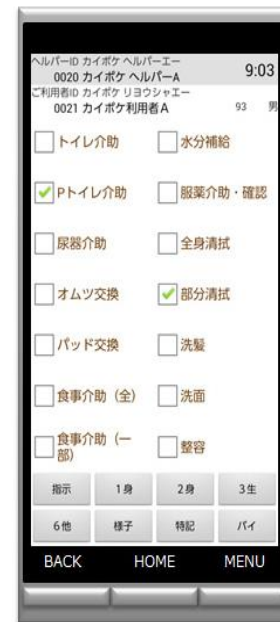 ヘルパーID カイポケ ヘルパーエー
0020 カイポケ ヘルパーA 9:03
ご利用者ID カイポケ リヨウシャエー
0021 カイポケ利用者A 93 男
トイレ介助 水分補給
Pトイレ介助 服薬介助・確認
尿器介助 全身清拭
オムツ交換 部分清拭
パッド交換 洗髪
食事介助（全） 洗面
食事介助（一
部） 整容
指示 1身 2身 3生
6他 様子 特記 バイ
BACK HOME MENU